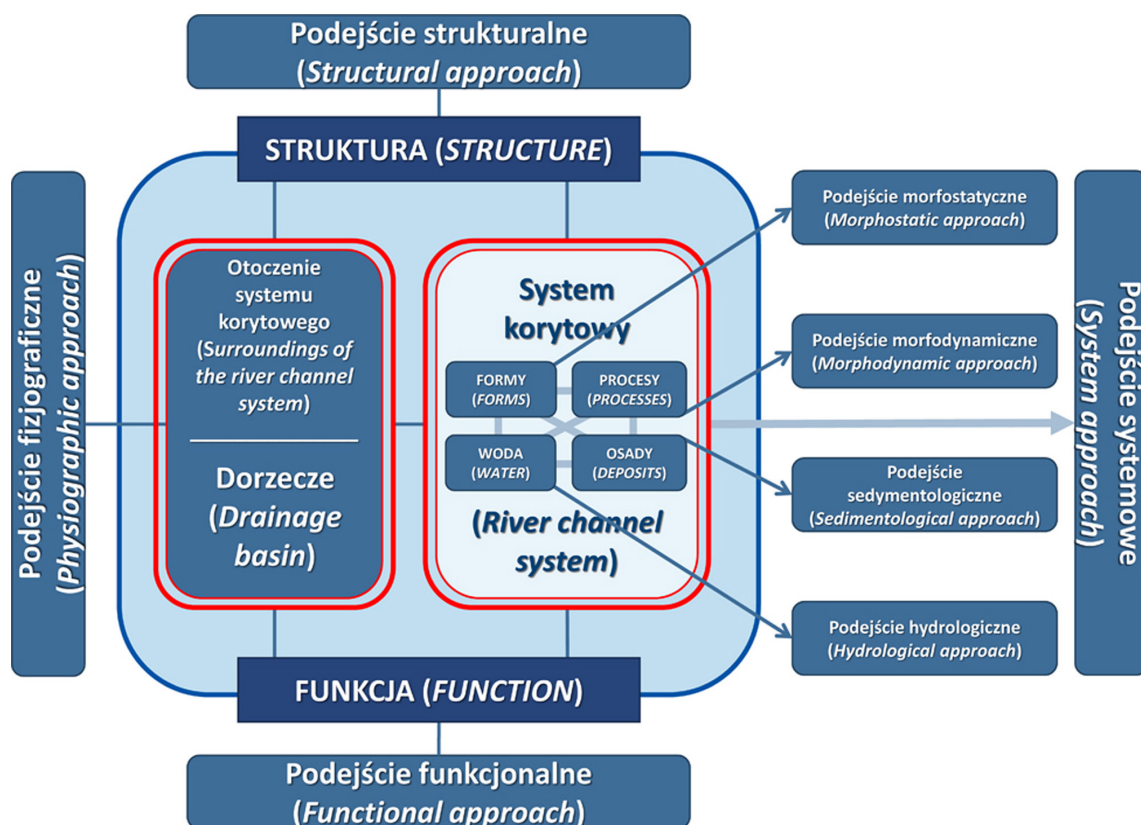 Podejście strukturalne
(Structural approach)
STRUKTURA (STRUCTURE)
Podejście fizjograficzne
(Physiographic approach)
Otoczenie
systemu
korytowego
(Surroundings of
the river channel
system)
Dorzecze
(Drainage
basin)
System
korytowy
FORMY
(FORMS)
PROCESY
(PROCESSES)
WODA
(WATER)
OSADY
(DEPOSITS)
(River channel
system)
Podejście morfostatyczne
(Morphostatic approach)
Podejście morfodynamiczne
(Morphodynamic approach)
Podejście
sedymentologiczne
(Sedimentological approach)
Podejście hydrologiczne
(Hydrological approach)
Podejście systemowe
(System approach)
FUNKCJA (FUNCTION)
Podejście funkcjonalne
(Functional approach)